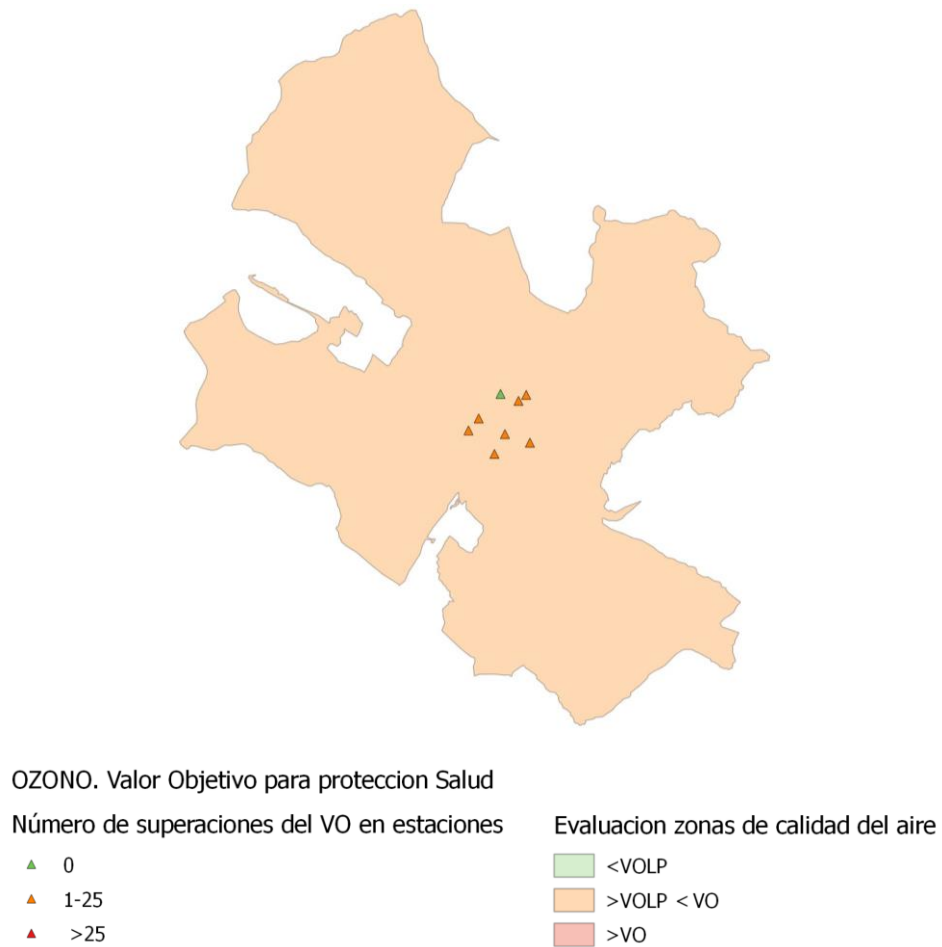 OZONO. Valor Objetivo para proteccion Salud
Número de superaciones del VO en estaciones
0
1-25
>25
Evaluacion zonas de calidad del aire
<VOLP
>VOLP < VO
>VO